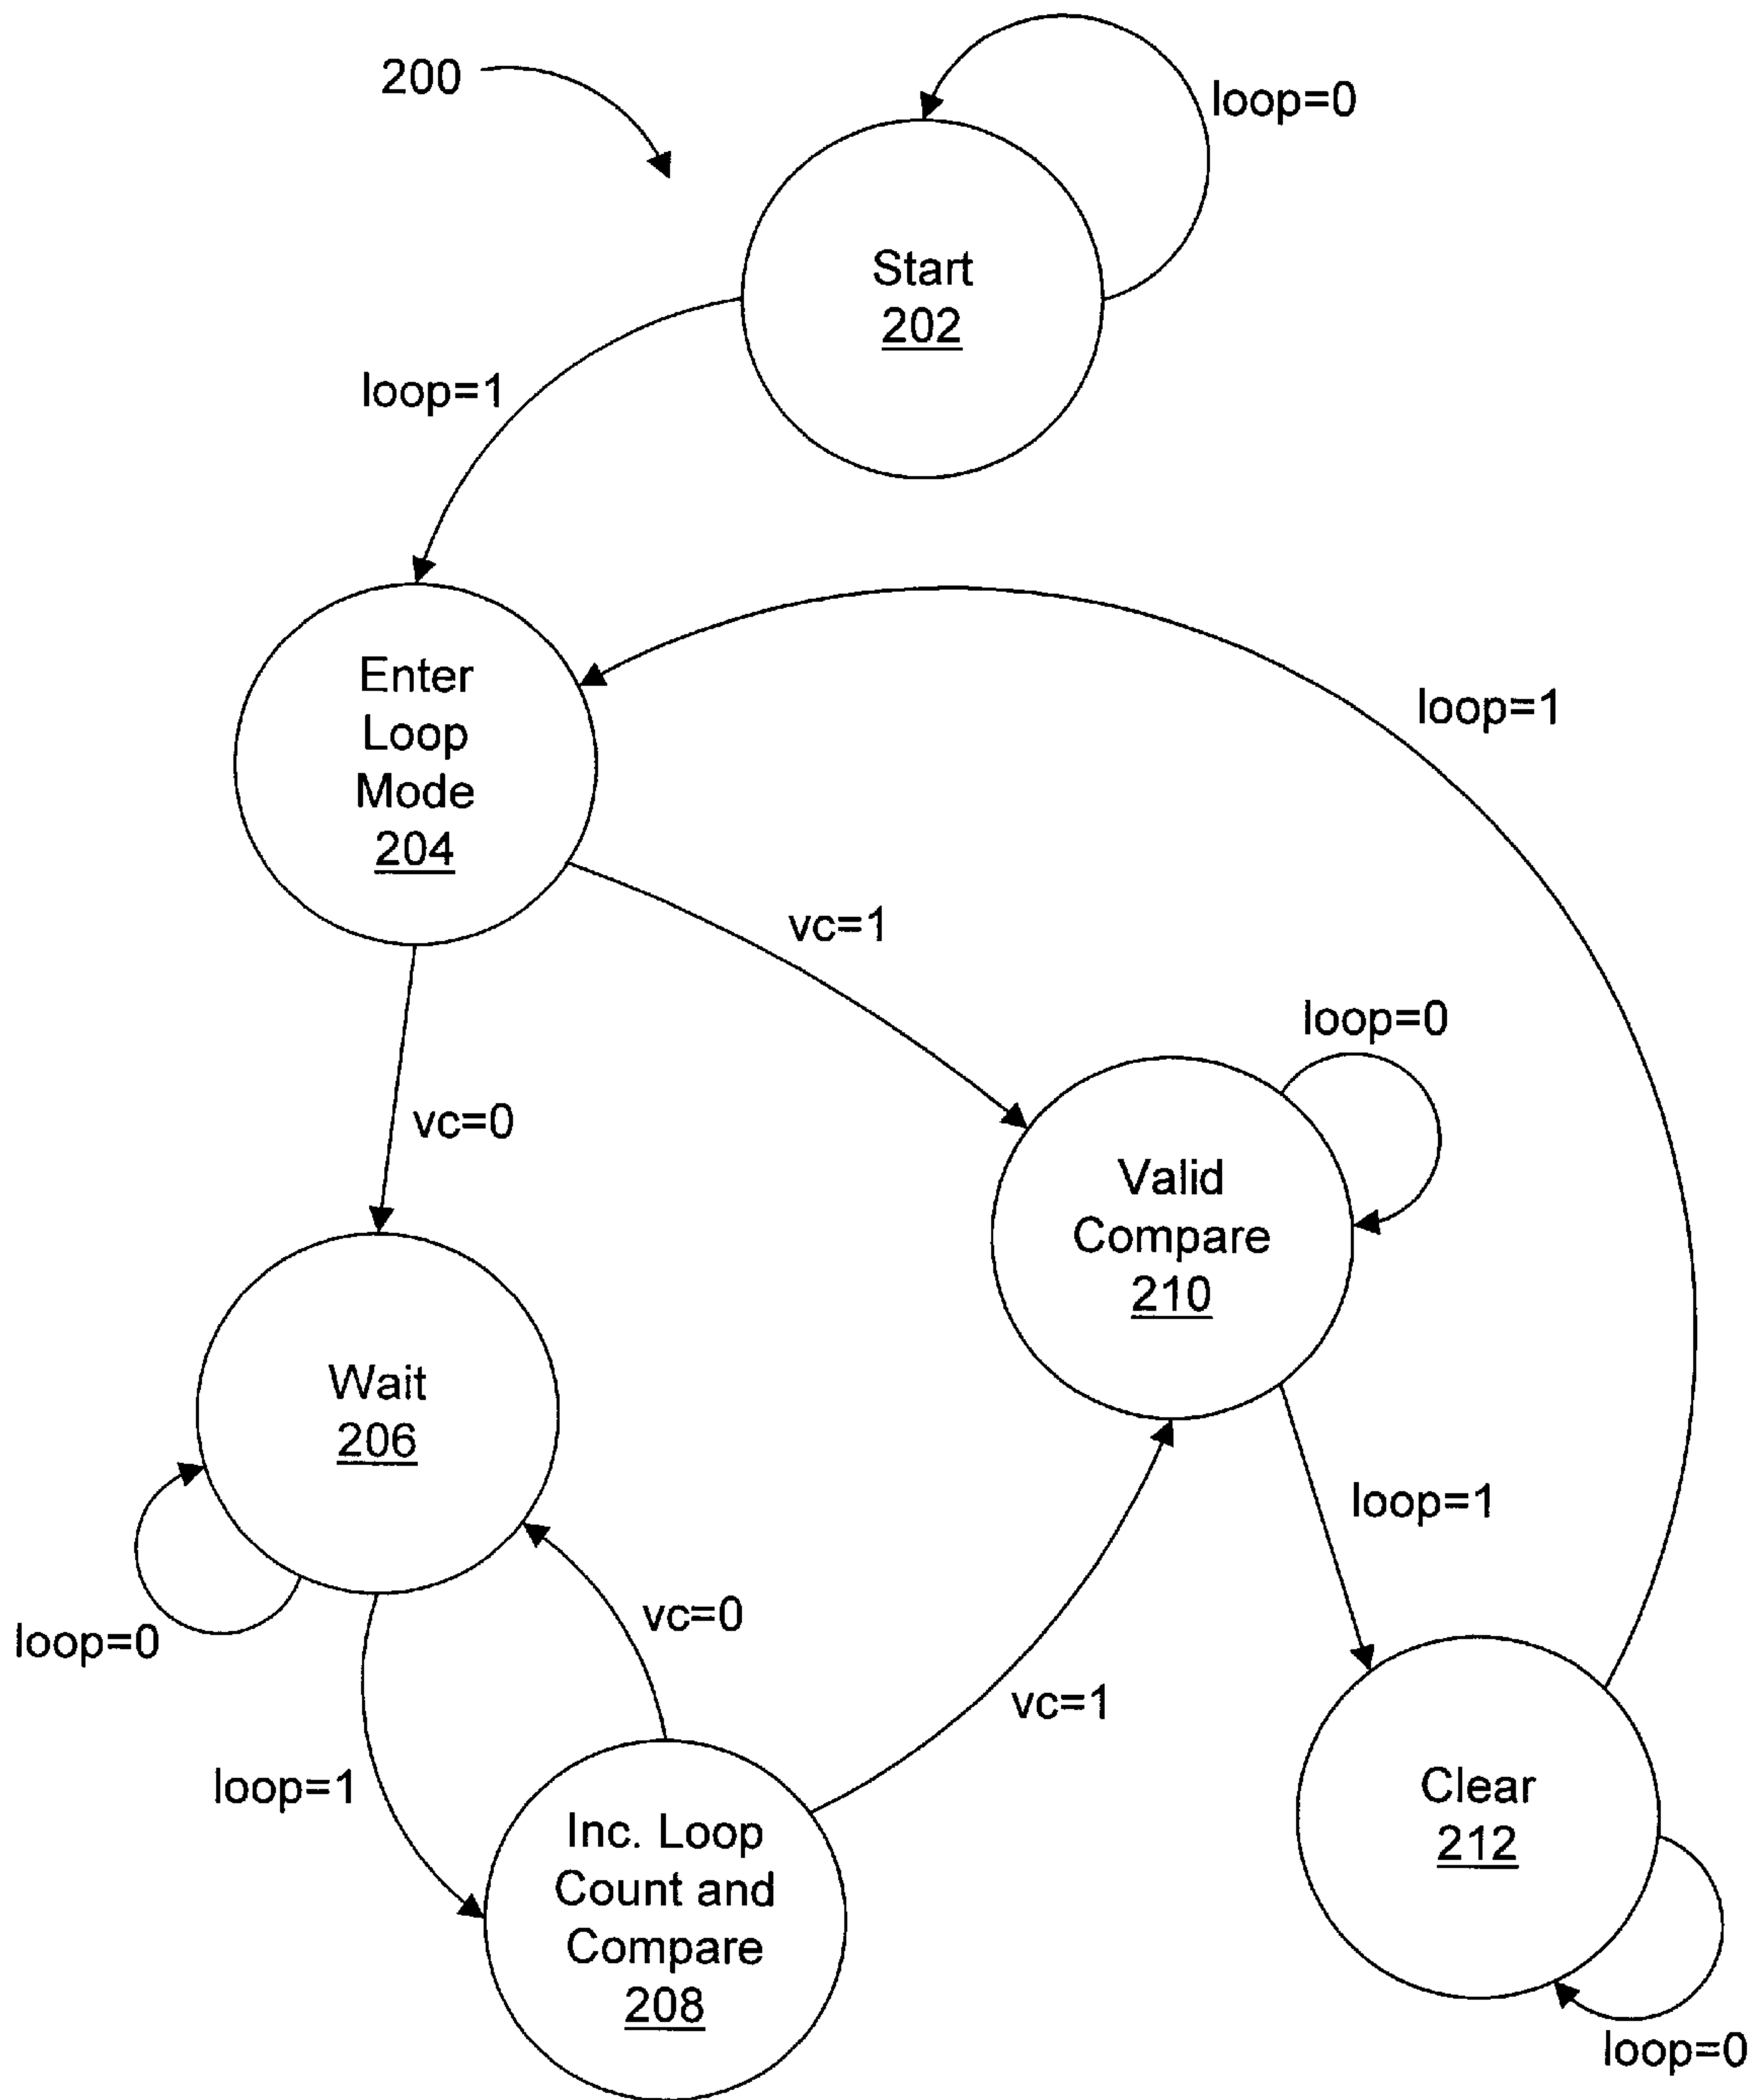 200
loop=0
Start
202
loop=1
Enter
Loop
Mode
204
loop=1
vc=1
loop=0
vc=0
Valid
Compare
210
Wait
206
loop=1
vc=0
loop=0
vc=1
loop=1
Inc. Loop
Count and
Compare
208
Clear
212
loop=0